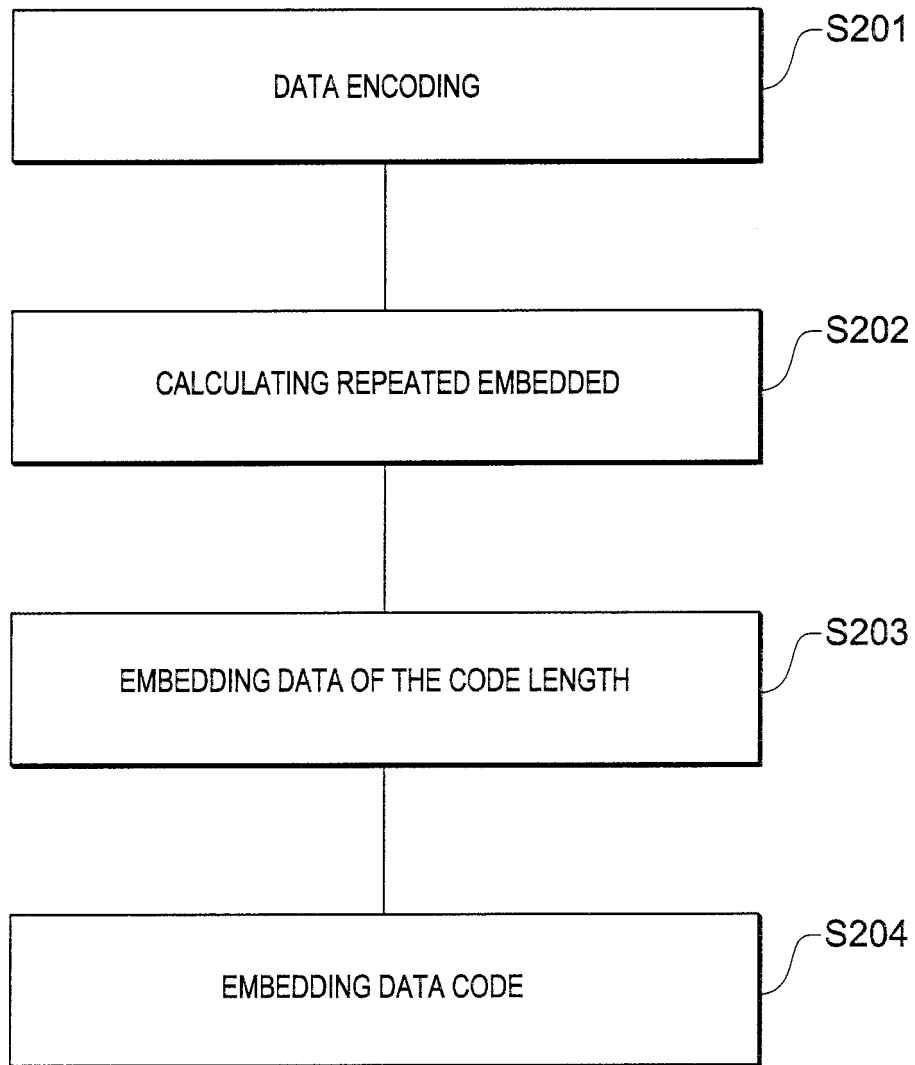 S201
DATA ENCODING
S202
CALCULATING REPEATED EMBEDDED
S203
EMBEDDING DATA OF THE CODE LENGTH
S204
EMBEDDING DATA CODE